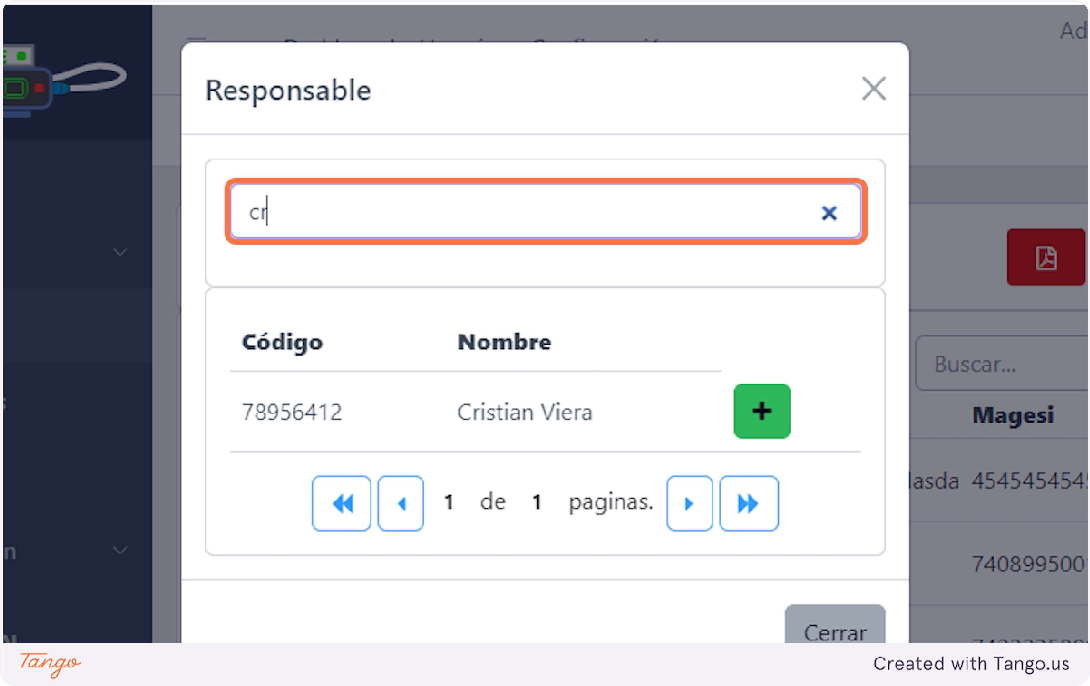 Ad
Responsable
cr
Código Nombre
78956412 Cristian Viera
1 de 1 paginas.
Cerrar
Buscar...
Magesi
lasda 454545454
740899500
Tango
Created with Tango.us